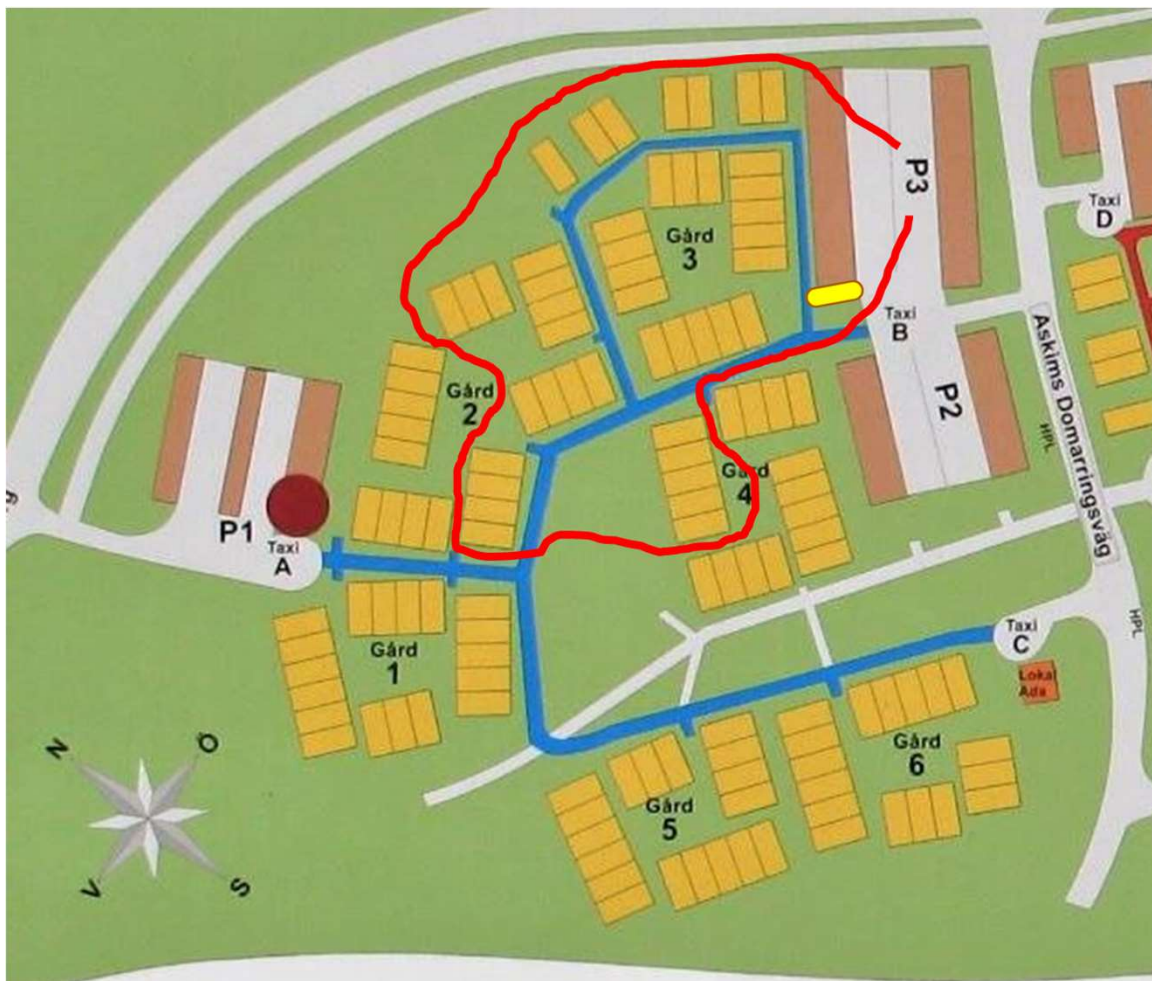 P3
Taxi
D
Gård
3
Taxi
B
Askims Domarringsväg
HPL
P2
Gård
2
Gård
4
P1
Taxi
A
Gård
1
HPL
Taxi
C
Lokal
Ada
Gård
6
Gård
5
N
Ö
V
S